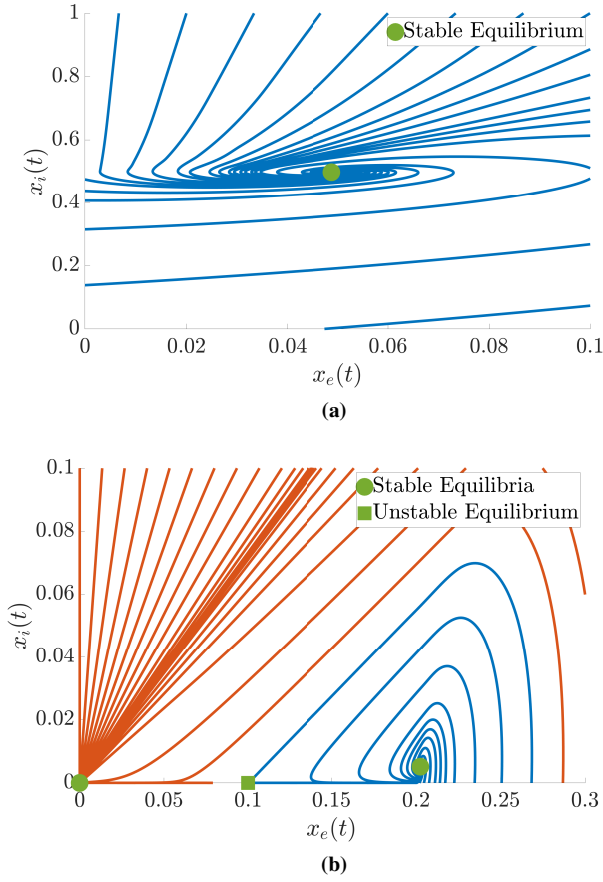 1
Stable Equilibrium
0.8
0.6
x_i(t)
0.4
0.2
0
0 0.02 0.04 0.06 0.08 0.1
x_e(t)
(a)
0.1
Stable Equilibria
Unstable Equilibrium
0.08
0.06
x_i(t)
0.04
0.02
0
0 0.05 0.1 0.15 0.2 0.25 0.3
x_e(t)
(b)